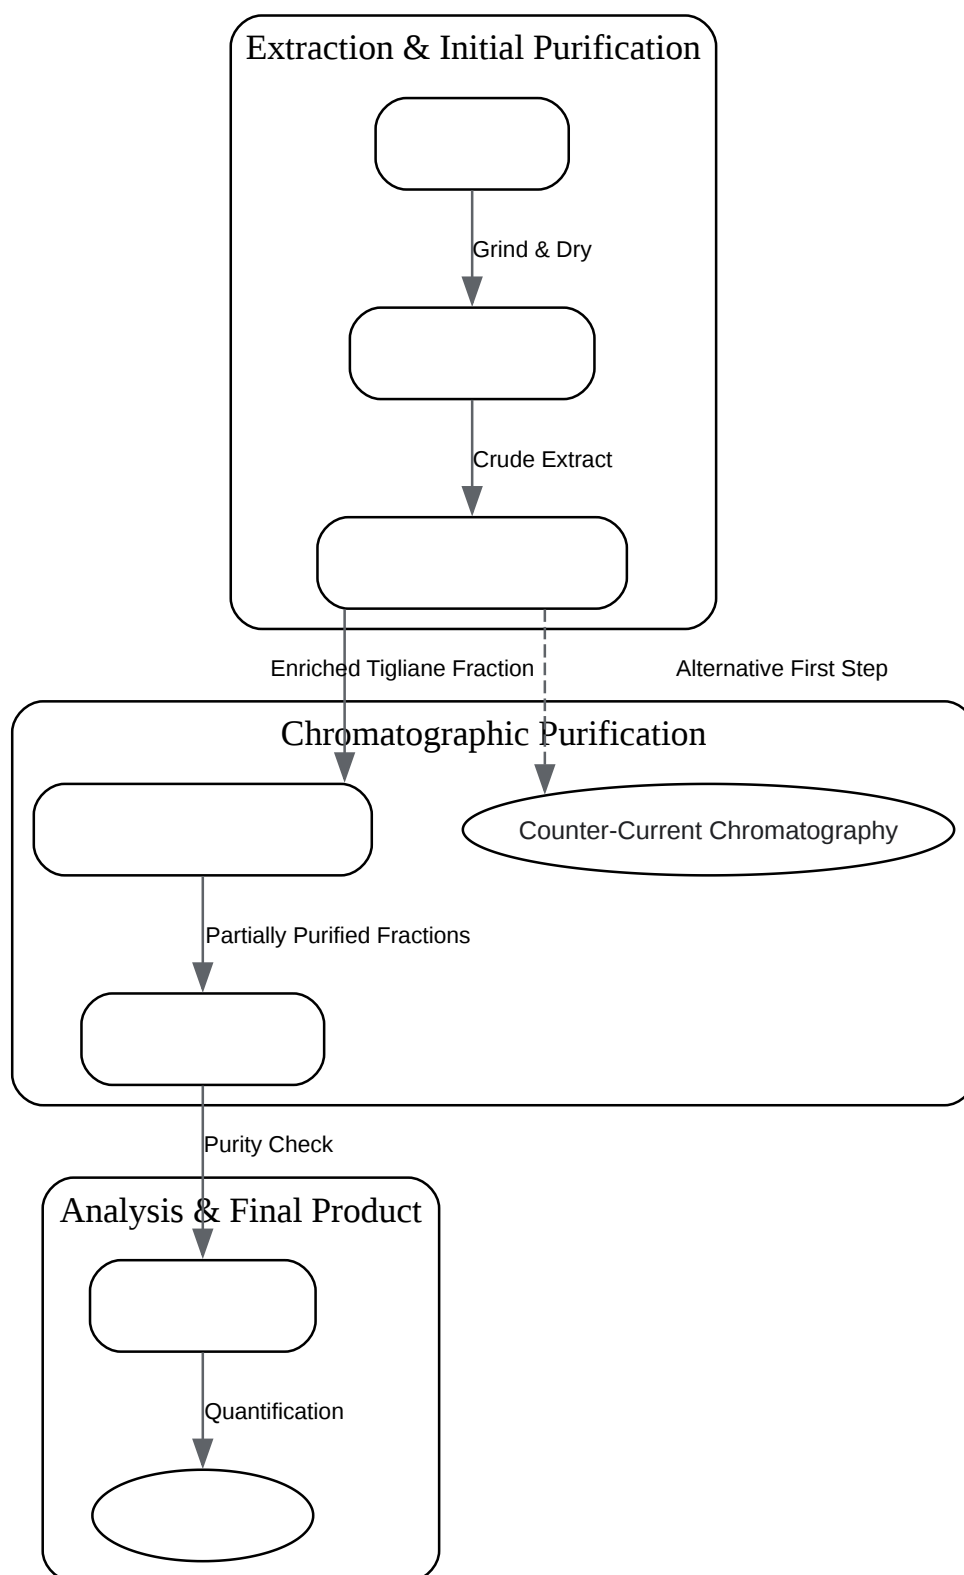 Extraction & Initial Purification
Grind & Dry
Crude Extract
Enriched Tigliane Fraction
Alternative First Step
Chromatographic Purification
Counter-Current Chromatography
Partially Purified Fractions
Purity Check
Analysis & Final Product
Quantification